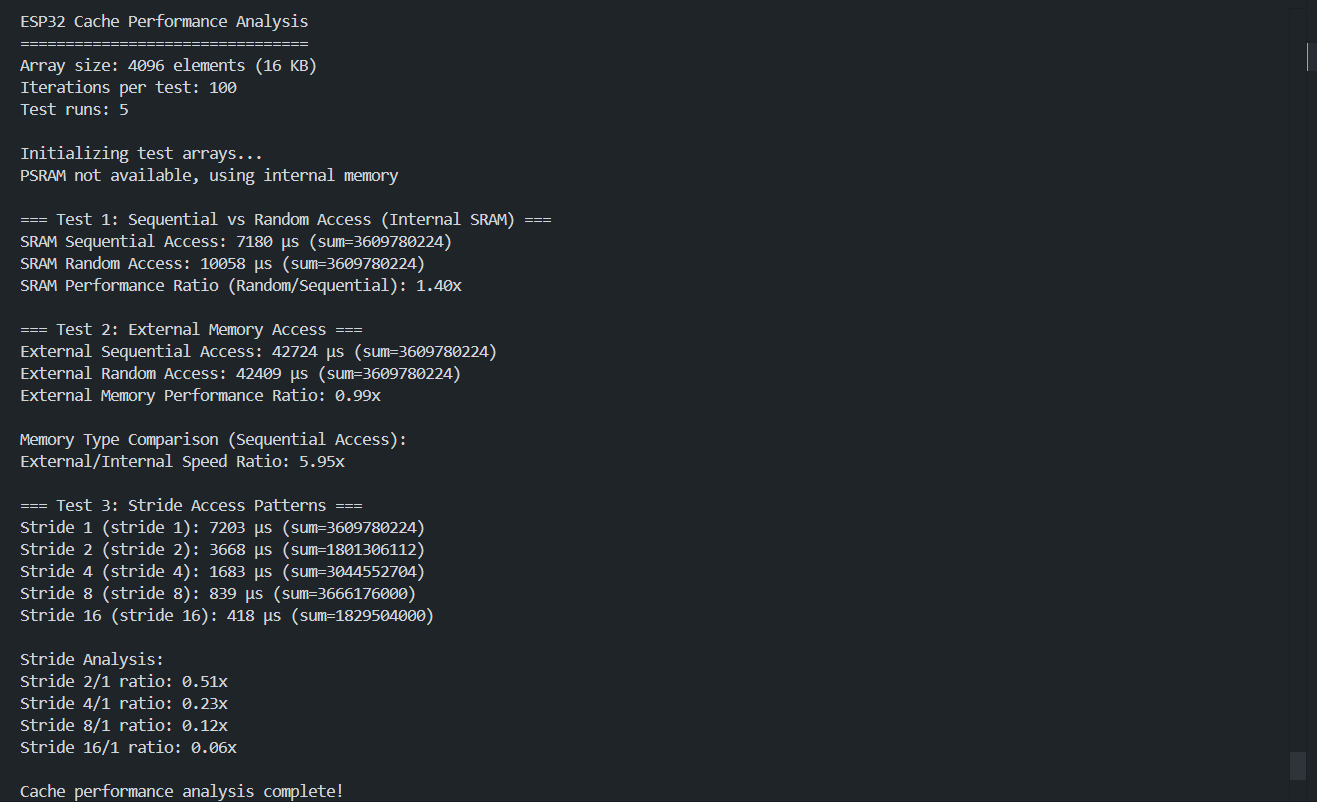 ESP32 Cache Performance Analysis
================================
Array size: 4096 elements (16 KB)
Iterations per test: 100
Test runs: 5
Initializing test arrays...
PSRAM not available, using internal memory
=== Test 1: Sequential vs Random Access (Internal SRAM) ===
SRAM Sequential Access: 7180 µs (sum=3609780224)
SRAM Random Access: 10058 µs (sum=3609780224)
SRAM Performance Ratio (Random/Sequential): 1.40x
=== Test 2: External Memory Access ===
External Sequential Access: 42724 µs (sum=3609780224)
External Random Access: 42409 µs (sum=3609780224)
External Memory Performance Ratio: 0.99x
Memory Type Comparison (Sequential Access):
External/Internal Speed Ratio: 5.95x
=== Test 3: Stride Access Patterns ===
Stride 1 (stride 1): 7203 µs (sum=3609780224)
Stride 2 (stride 2): 3668 µs (sum=1801306112)
Stride 4 (stride 4): 1683 µs (sum=3044552704)
Stride 8 (stride 8): 839 µs (sum=3666176000)
Stride 16 (stride 16): 418 µs (sum=1829504000)
Stride Analysis:
Stride 2/1 ratio: 0.51x
Stride 4/1 ratio: 0.23x
Stride 8/1 ratio: 0.12x
Stride 16/1 ratio: 0.06x
Cache performance analysis complete!